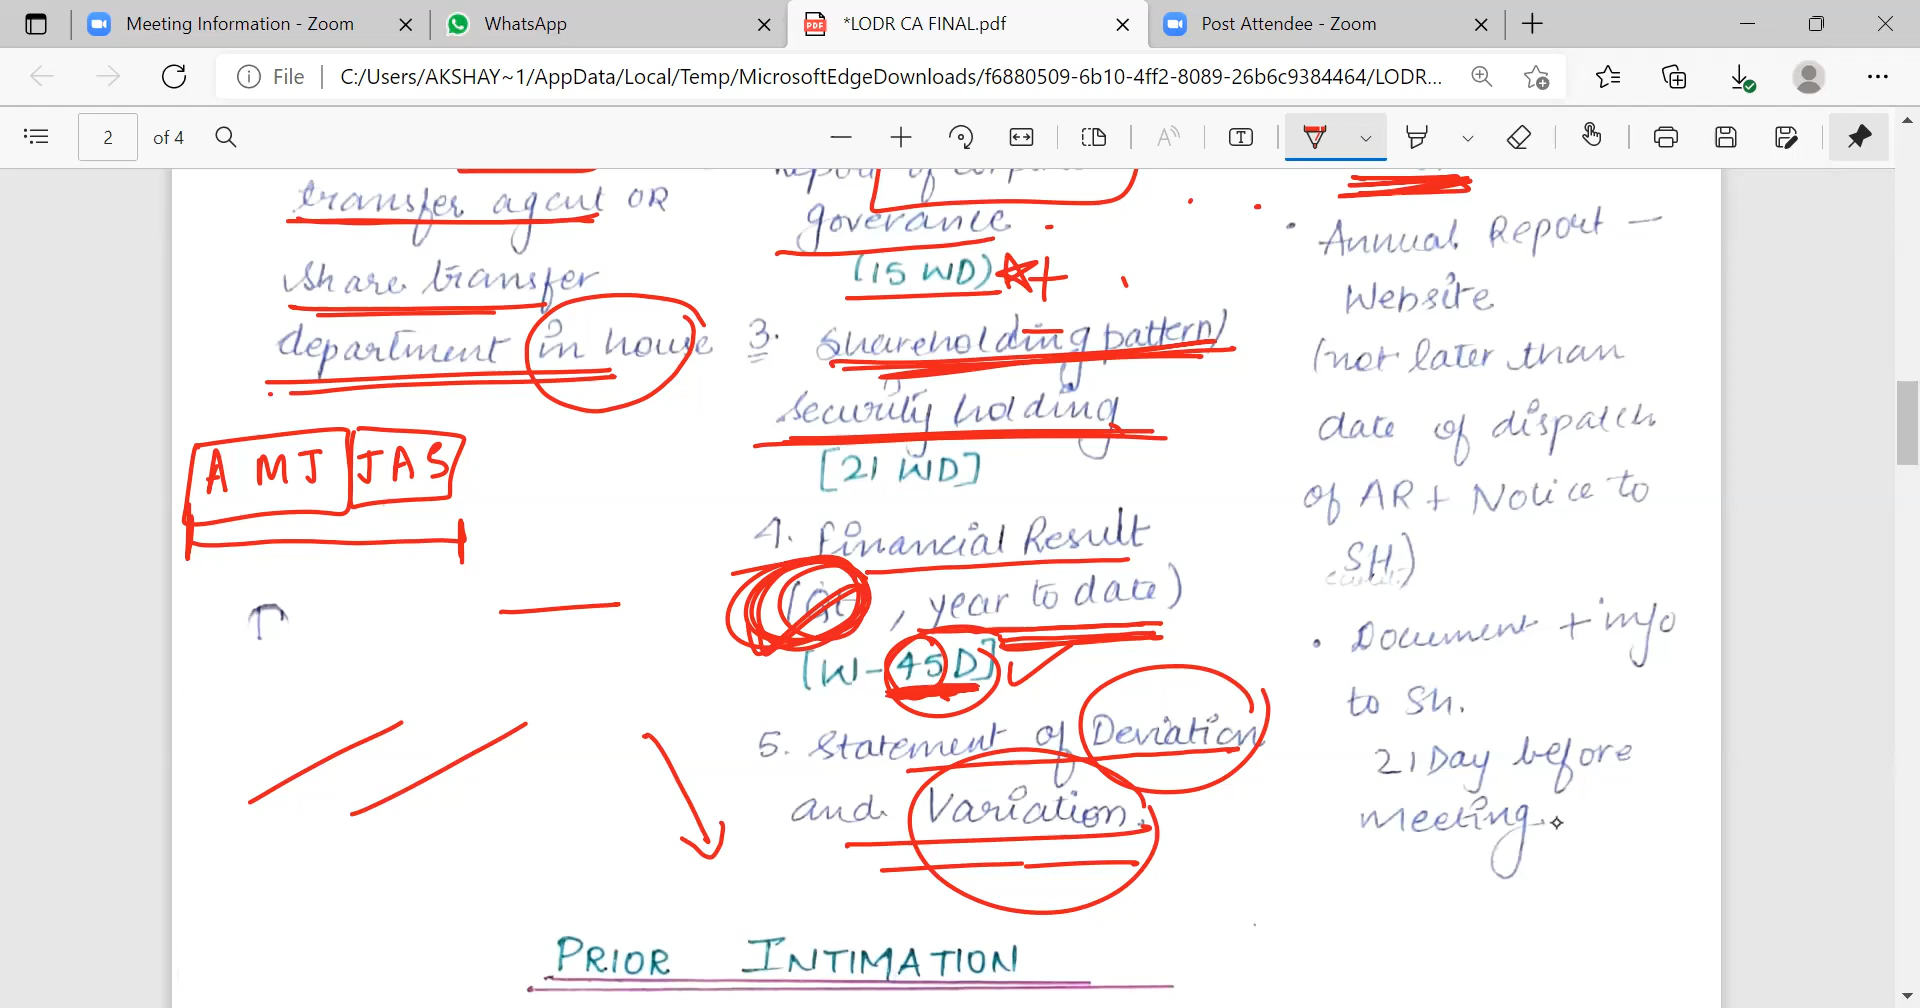 Meeting Information - Zoom
WhatsApp
*LODR CA FINAL.pdf
Post Attendee - Zoom
File
C:/Users/AKSHAY~1/AppData/Local/Temp/MicrosoftEdgeDownloads/f6880509-6b10-4ff2-8089-26b6c9384464/LODR...
2 of 4
transfer agent OR
share transfer
department in house
A M J J A S
Report of
goverance
(15 WD)
3. Shareholding pattern/
Security holding
[21 WD]
4. Financial Result
, year to date)
[W-45D]
5. Statement of Deviation
and Variation.
Annual Report -
Website
(not later than
date of dispatch
of AR + Notice to
SH)
Document + info
to Sh.
21 Day before
meeting.
PRIOR INTIMATION